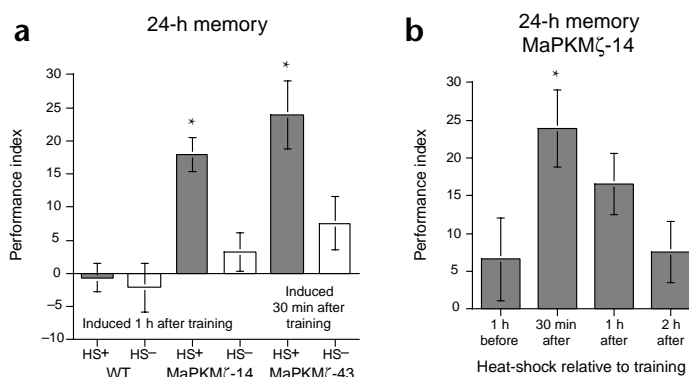 a
24-h memory
Performance index
30
25
20
15
10
5
0
−5
−10
*
*
Induced 1 h after training
Induced
30 min after
training
HS+ HS− HS+ HS− HS+ HS−
WT MaPKMζ-14 MaPKMζ-43
b
24-h memory
MaPKMζ-14
Performance index
30
25
20
15
10
5
0
*
1 h before
30 min after
1 h after
2 h after
Heat-shock relative to training